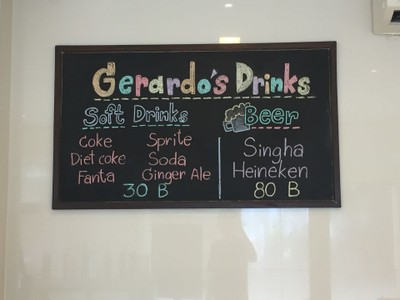 Gerardo's Drinks
Soft Drinks
Coke Sprite
Diet coke Soda
Fanta Ginger Ale
30 B
Beer
Singha
Heineken
80 B